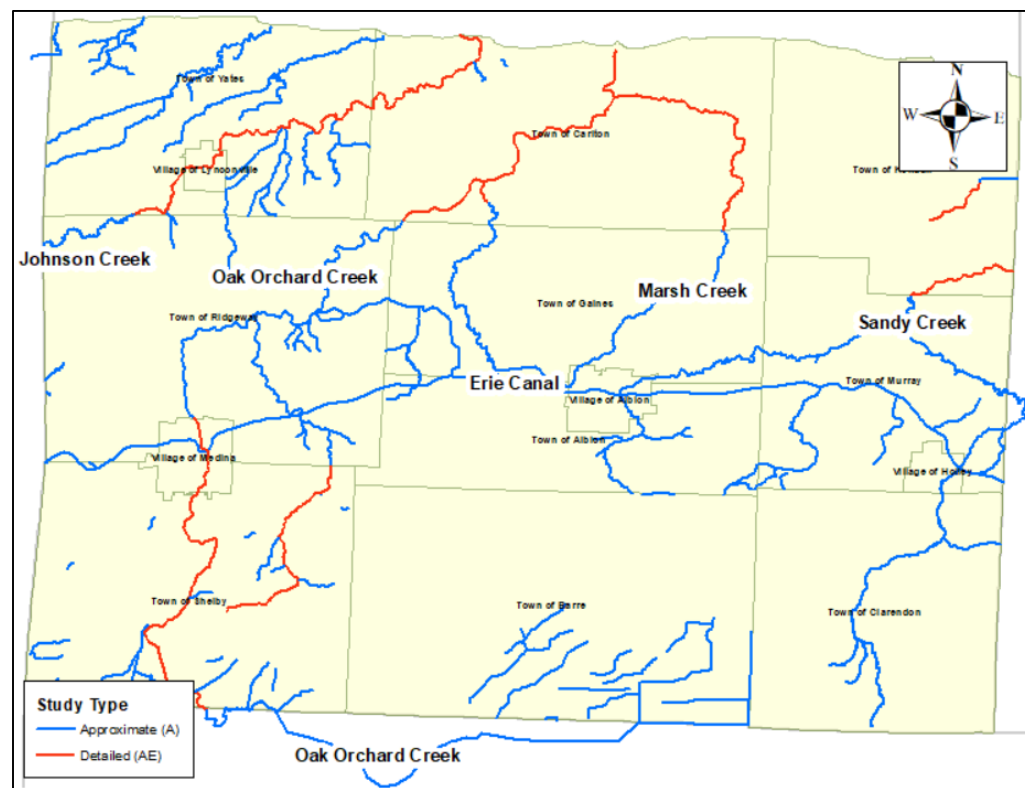 Town of Yates
N
W E
S
Town of Carlton
Village of Lyndonville
Town of
Johnson Creek
Oak Orchard Creek
Marsh Creek
Town of Gaines
Town of Ridgeway
Sandy Creek
Erie Canal
Town of Murray
Village of Albion
Town of Albion
Village of Medina
Village of Holley
Town of Shelby
Town of Barre
Town of Clarendon
Study Type
Approximate (A)
Detailed (AE)
Oak Orchard Creek